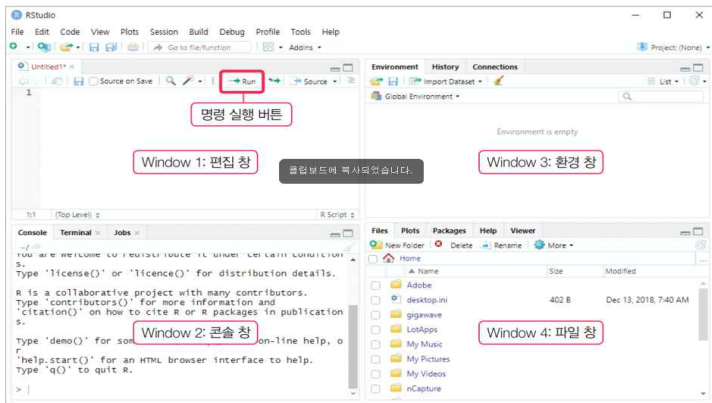 RStudio
File Edit Code View Plots Session Build Debug Profile Tools Help
Go to file/function Addins Project: (None)
Untitled1*
Source on Save Run Source
1
명령 실행 버튼
Window 1: 편집 창
1:1 (Top Level) R Script
Environment History Connections
Import Dataset List
Global Environment
Environment is empty
Window 3: 환경 창
클립보드에 복사되었습니다.
Console Terminal Jobs
~/
You are welcome to redistribute it under certain condition
s.
Type 'license()' or 'licence()' for distribution details.
R is a collaborative project with many contributors.
Type 'contributors()' for more information and
'citation()' on how to cite R or R packages in publication
s.
Type 'demo()' for som on-line help, o
r
'help.start()' for an HTML browser interface to help.
Type 'q()' to quit R.
>
Window 2: 콘솔 창
Files Plots Packages Help Viewer
New Folder Delete Rename More
Home
Name Size Modified
Adobe
desktop.ini 402 B Dec 13, 2018, 7:40 AM
gigawave
LotApps
My Music
My Pictures
My Videos
nCapture
Window 4: 파일 창